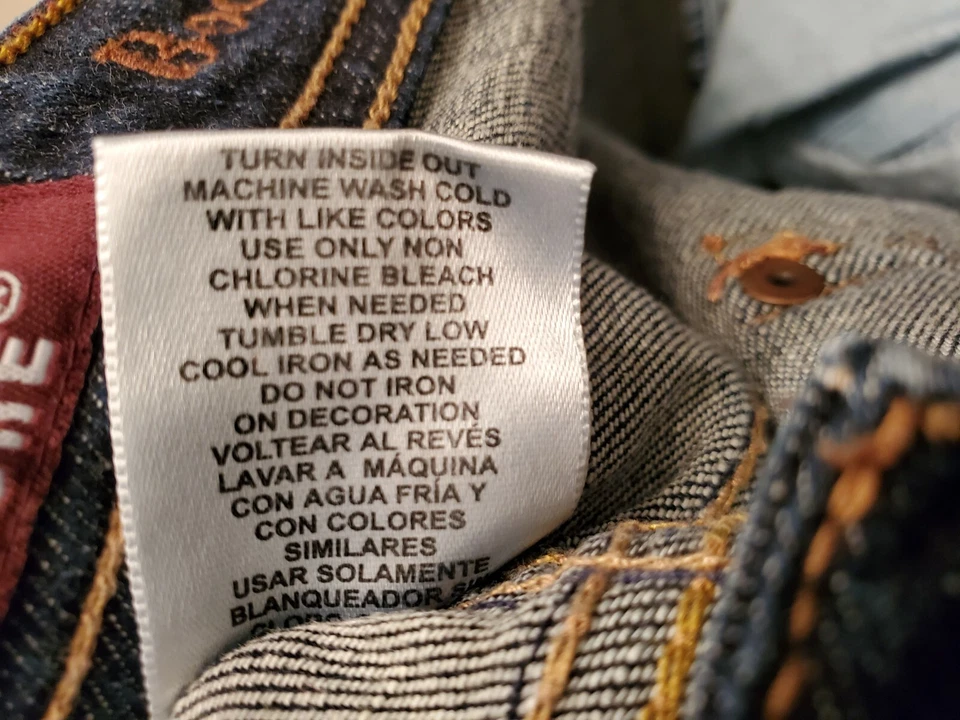 TURN INSIDE OUT
MACHINE WASH COLD
WITH LIKE COLORS
USE ONLY NON
CHLORINE BLEACH
WHEN NEEDED
TUMBLE DRY LOW
COOL IRON AS NEEDED
DO NOT IRON
ON DECORATION
VOLTEAR AL REVÉS
LAVAR A MÁQUINA
CON AGUA FRÍA Y
CON COLORES
SIMILARES
USAR SOLAMENTE
BLANQUEADOR